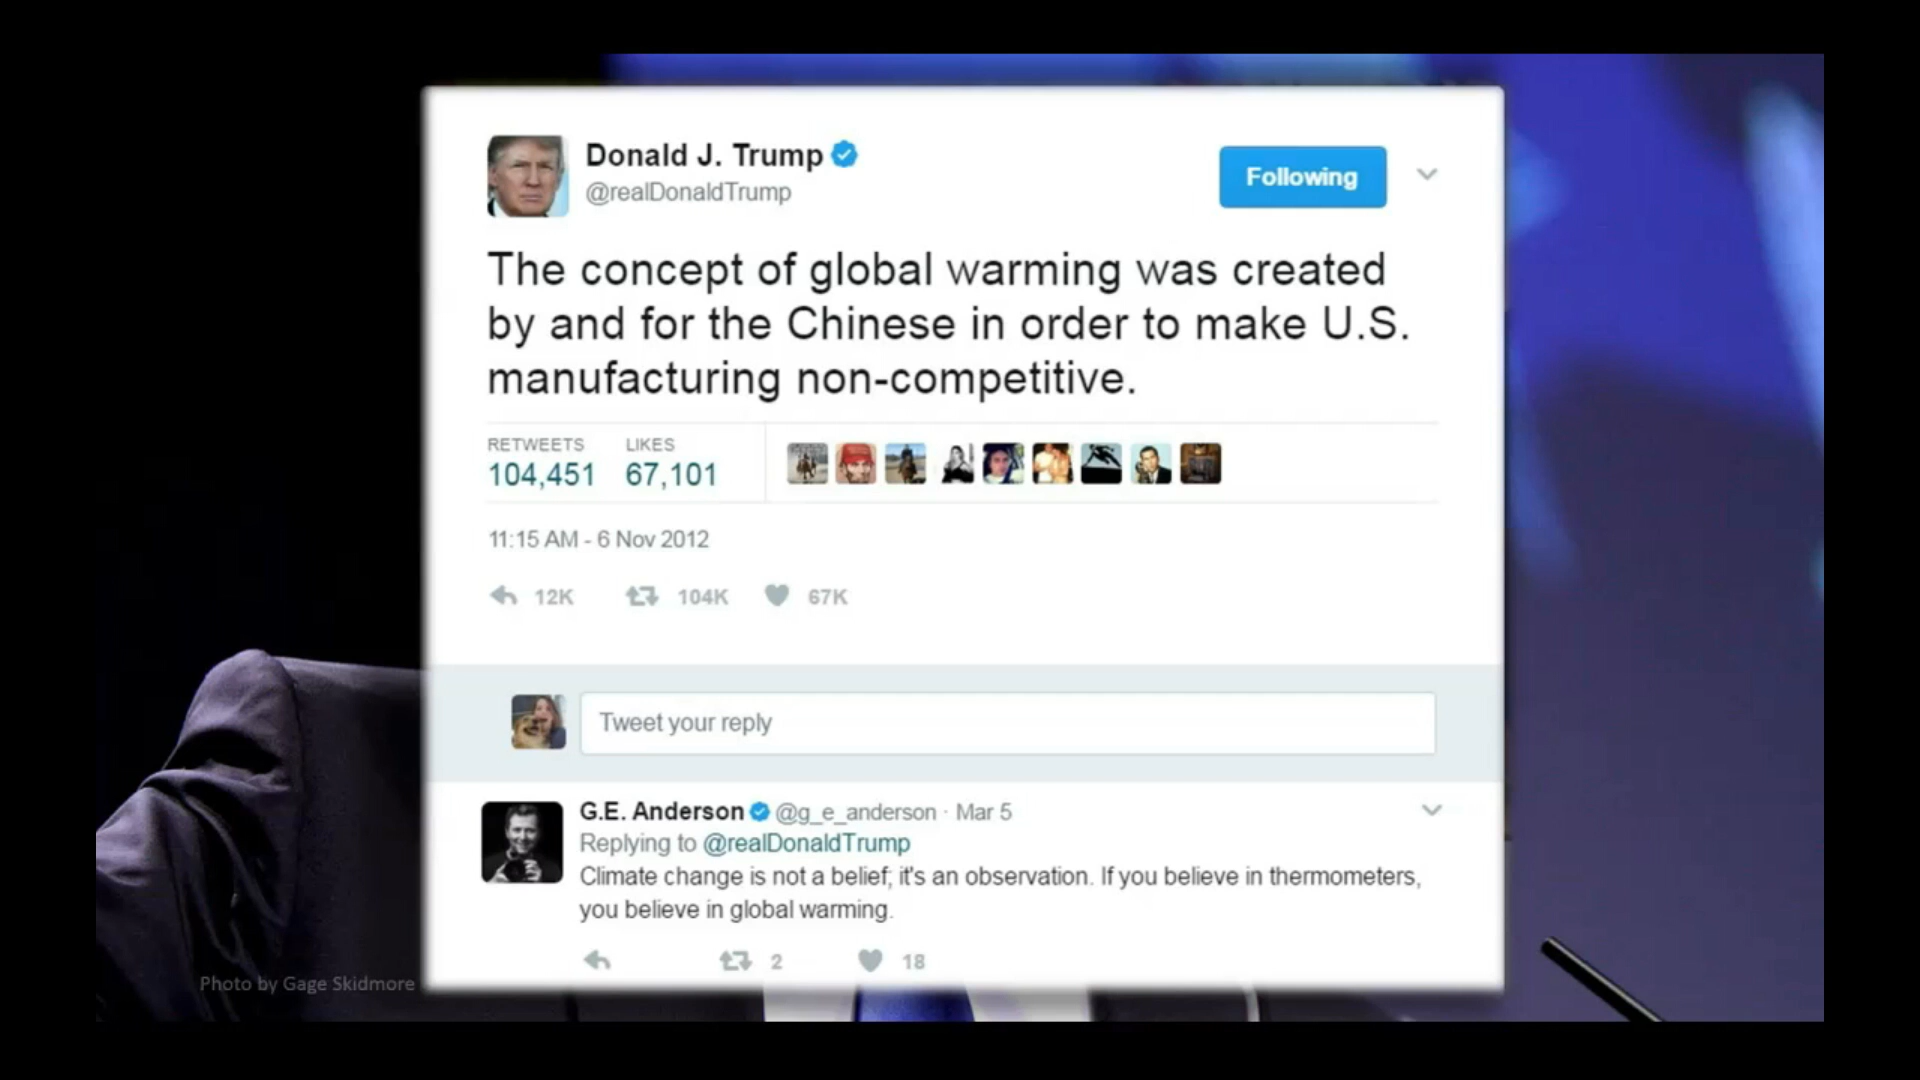 Donald J. Trump
@realDonaldTrump
Following
The concept of global warming was created
by and for the Chinese in order to make U.S.
manufacturing non-competitive.
RETWEETS LIKES
104,451 67,101
11:15 AM - 6 Nov 2012
12K 104K 67K
Tweet your reply
G.E. Anderson @g_e_anderson · Mar 5
Replying to @realDonaldTrump
Climate change is not a belief; it's an observation. If you believe in thermometers,
you believe in global warming.
2 18
Photo by Gage Skidmore